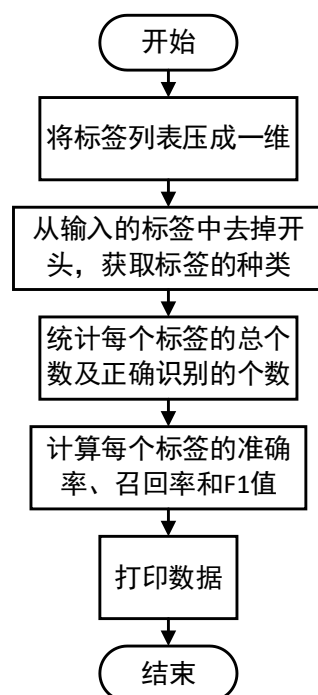 开始
将标签列表压成一维
从输入的标签中去掉开
头，获取标签的种类
统计每个标签的总个
数及正确识别的个数
计算每个标签的准确
率、召回率和F1值
打印数据
结束